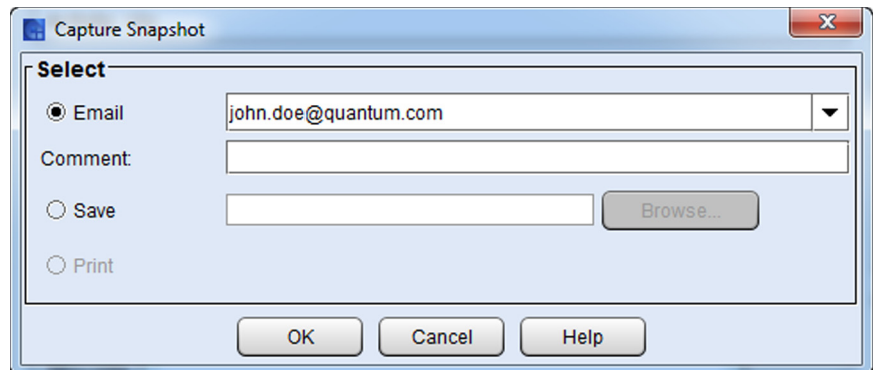 Capture Snapshot
Select
Email john.doe@quantum.com
Comment:
Save Browse...
Print
OK Cancel Help